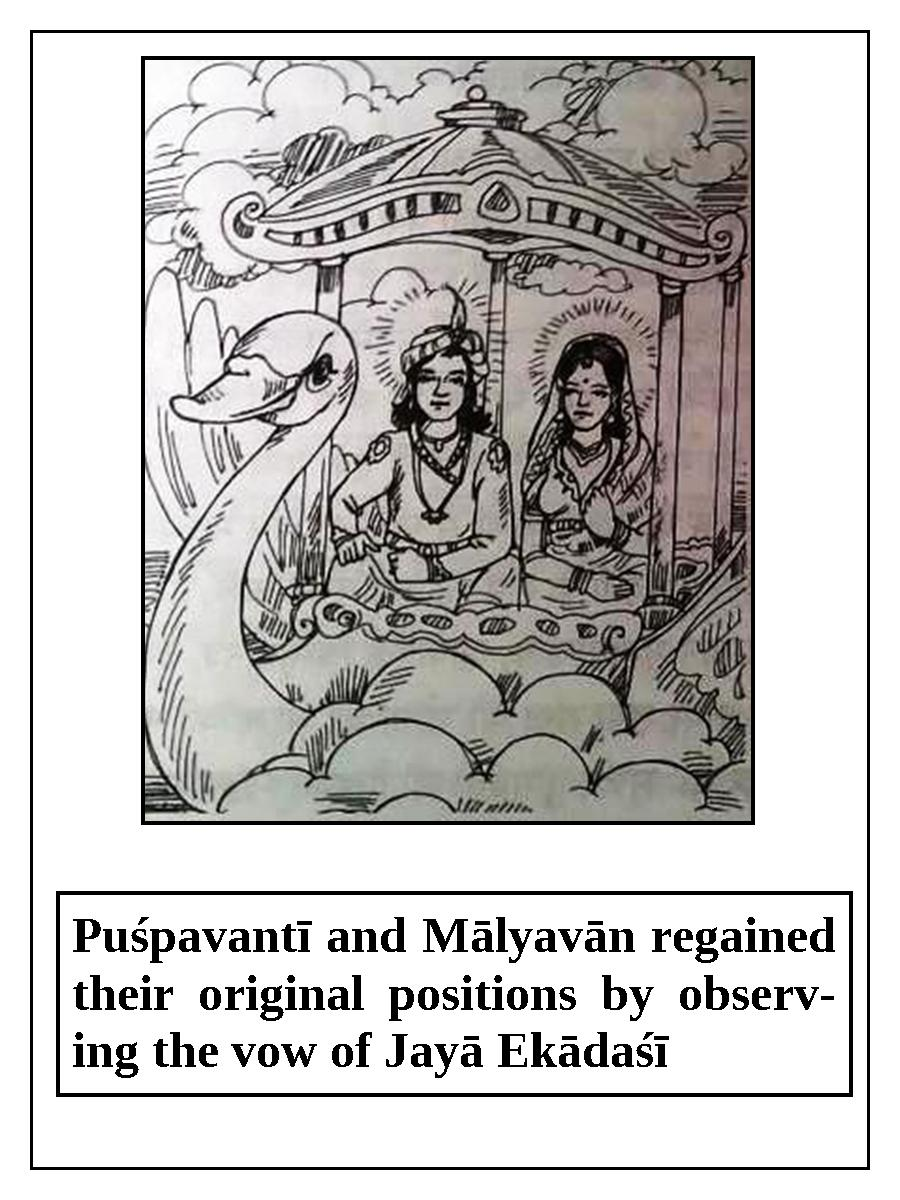 Puśpavantī and Mālyavān regained
their original positions by observ-
ing the vow of Jayā Ekādaśī